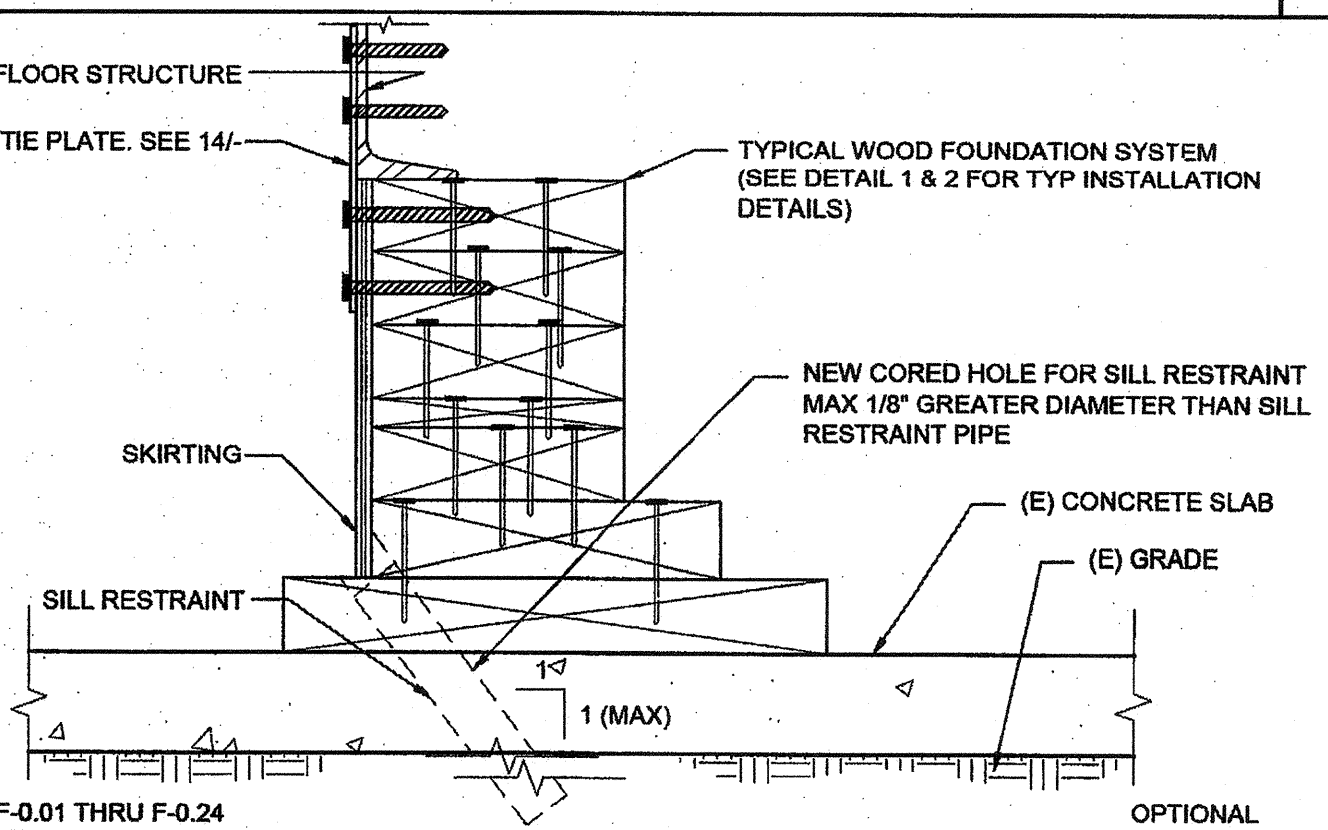 FLOOR STRUCTURE
TIE PLATE. SEE 14/-
TYPICAL WOOD FOUNDATION SYSTEM
(SEE DETAIL 1 & 2 FOR TYP INSTALLATION
DETAILS)
NEW CORED HOLE FOR SILL RESTRAINT
MAX 1/8" GREATER DIAMETER THAN SILL
RESTRAINT PIPE
SKIRTING
(E) CONCRETE SLAB
(E) GRADE
SILL RESTRAINT
1
1 (MAX)
F-0.01 THRU F-0.24
OPTIONAL